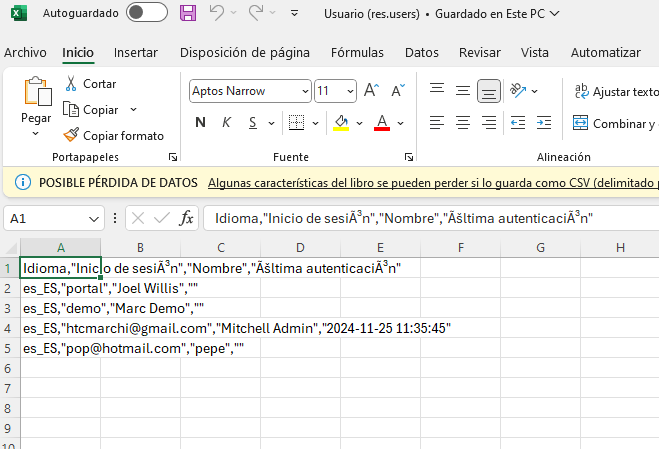 Autoguardado
Usuario (res.users) • Guardado en Este PC
Archivo Inicio Insertar Disposición de página Fórmulas Datos Revisar Vista Automatizar
Pegar
Cortar
Copiar
Copiar formato
Portapapeles
Aptos Narrow 11 A A
N K S A
Fuente
Ajustar texto
Combinar y
Alineación
POSIBLE PÉRDIDA DE DATOS Algunas características del libro se pueden perder si lo guarda como CSV (delimitado
A1 fx Idioma,"Inicio de sesiÃ³n","Nombre","Ãšltima autenticaciÃ³n"
A B C D E F G H
1 Idioma,"Inicio de sesiÃ³n","Nombre","Ãšltima autenticaciÃ³n"
2 es_ES,"portal","Joel Willis",""
3 es_ES,"demo","Marc Demo",""
4 es_ES,"htcmarchi@gmail.com","Mitchell Admin","2024-11-25 11:35:45"
5 es_ES,"pop@hotmail.com","pepe",""
6
7
8
9
10